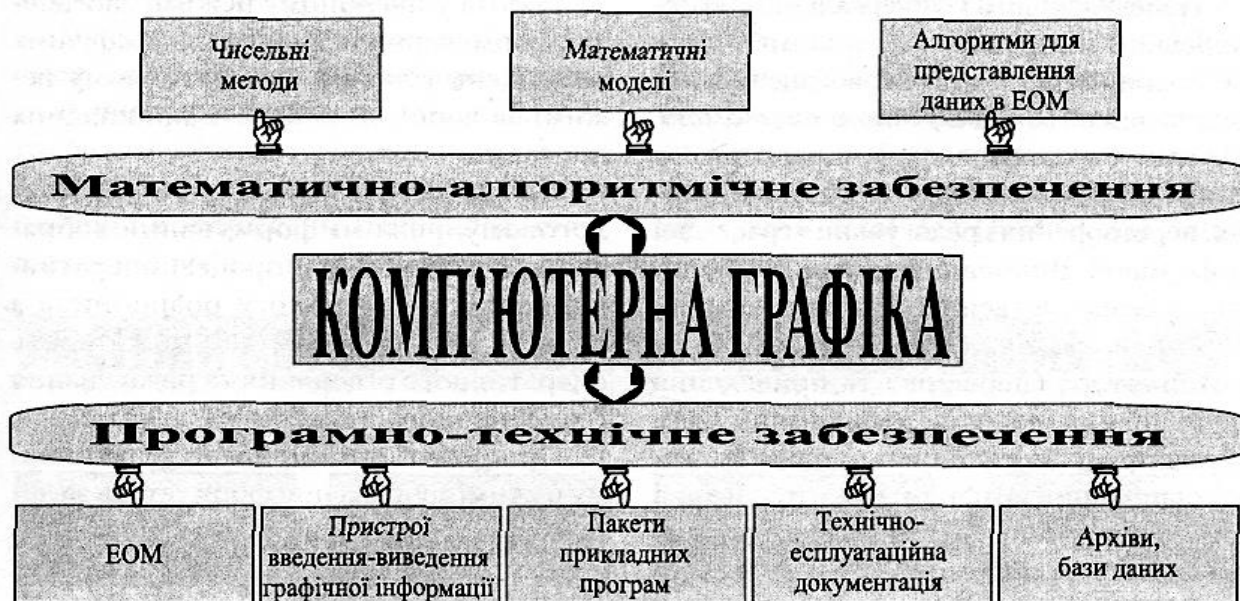 Чисельні
методи
Математичні
моделі
Алгоритми для
представлення
даних в ЕОМ
Математично-алгоритмічне забезпечення
КОМП'ЮТЕРНА ГРАФІКА
Програмно-технічне забезпечення
ЕОМ
Пристрої
введення-виведення
графічної інформації
Пакети
прикладних
програм
Технічно-
есплуатаційна
документація
Архіви,
бази даних